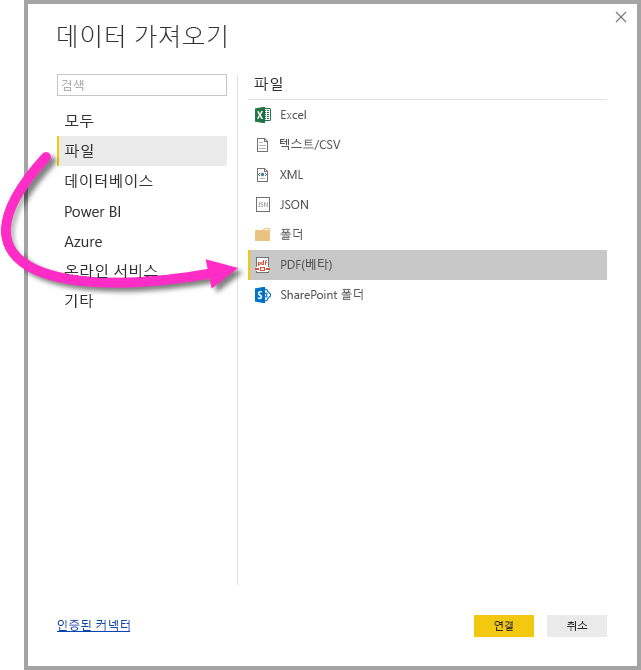 데이터 가져오기
검색
모두
파일
데이터베이스
Power BI
Azure
온라인 서비스
기타
파일
Excel
텍스트/CSV
XML
JSON
폴더
PDF(베타)
SharePoint 폴더
인증된 커넥터
연결
취소